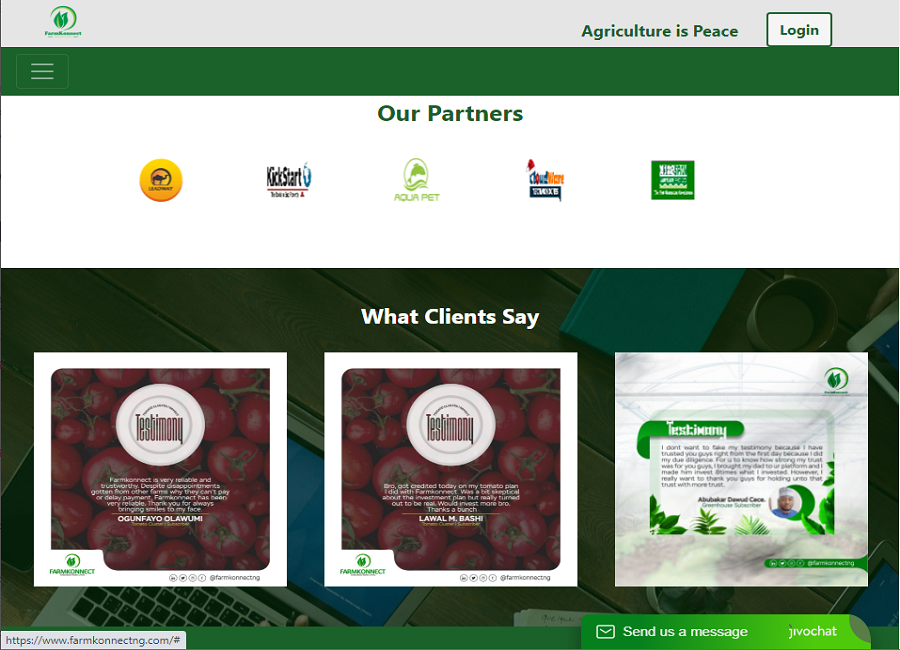 FarmKonnect
Agriculture is Peace
Login
Our Partners
LEADWAY
KickStart
AQUA PET
CloudWare
TECHNOLOGIES
What Clients Say
Testimony
Farmkonnect is very reliable and
trustworthy. Despite disappointments
gotten from other farms why they can't pay
or delay payment, Farmkonnect has been
very reliable. Thank you for always
bringing smiles to my face.
OGUNFAYO OLAWUMI
Tomato Cluster 1 Subscriber
FARMKONNECT
@farmkonnectng
Testimony
Bro, got credited today on my tomato plan
I did with Farmkonnect. Was a bit skeptical
about the investment plan but really turned
out to be real. Would invest more bro.
Thanks a bunch
LAWAL M. BASHI
Tomato Cluster 1 Subscriber
FARMKONNECT
@farmkonnectng
Testimony
I dont want to fake my testimony because I have
trusted you guys right from the first day because I did
my due diligence. For u to know how strong my trust
was for you guys, I brought my dad to ur platform and I
made him invest 8times what I invested. However, I
really want to thank you guys for holding unto that
trust with more trust.
Abubakar Dawud Cece.
Greenhouse Subscriber
@farmkonnectng
https://www.farmkonnectng.com/#
Send us a message
jivochat